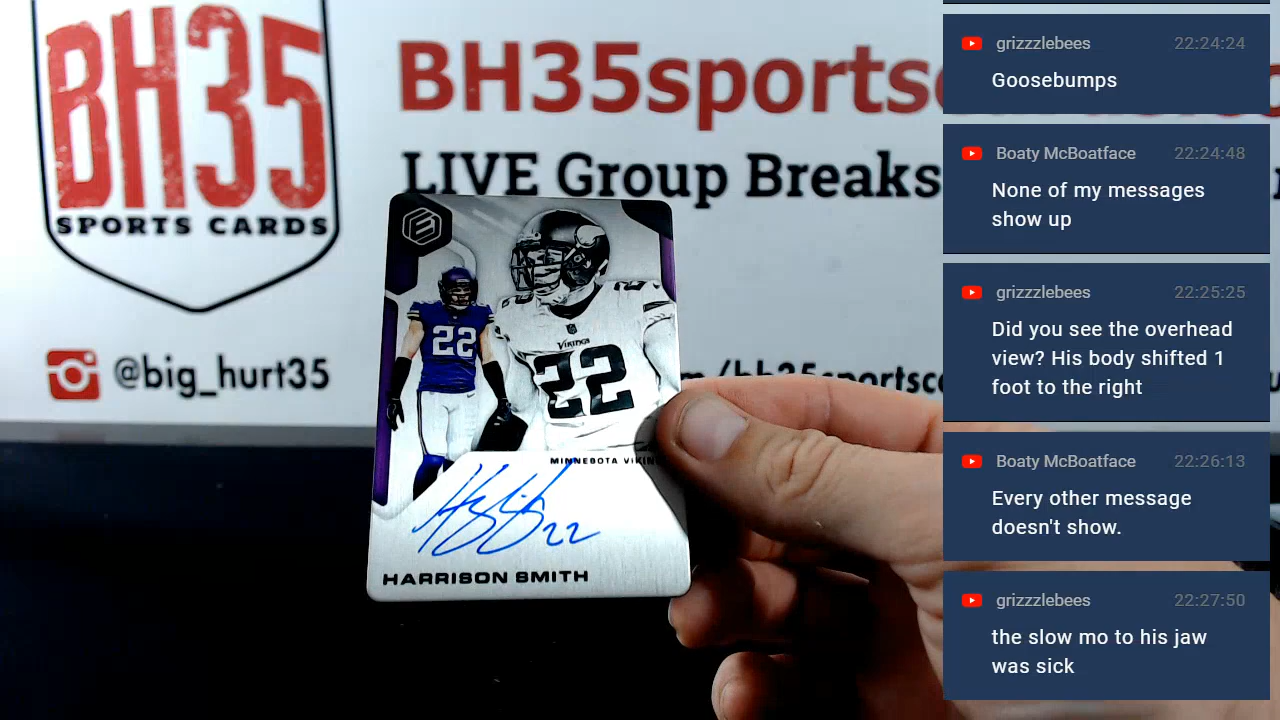 BH35
SPORTS CARDS
BH35sportsc
LIVE Group Breaks
@big_hurt35
m/bh35sportsc
22
VIKINGS
22
MINNESOTA VIKIN
22
HARRISON SMITH
grizzzlebees 22:24:24
Goosebumps
Boaty McBoatface 22:24:48
None of my messages
show up
grizzzlebees 22:25:25
Did you see the overhead
view? His body shifted 1
foot to the right
Boaty McBoatface 22:26:13
Every other message
doesn't show.
grizzzlebees 22:27:50
the slow mo to his jaw
was sick